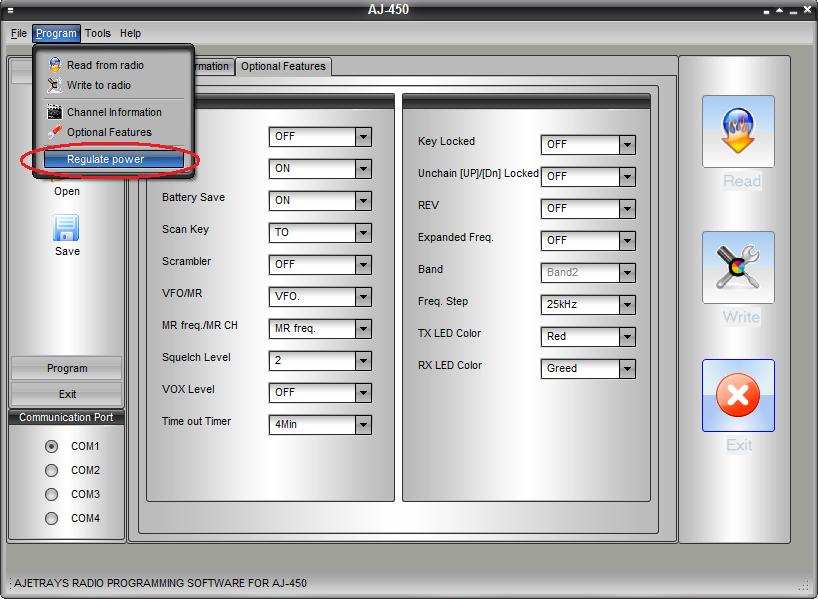 AJ-450
File Program Tools Help
Read from radio
Write to radio
Channel Information
Optional Features
Regulate power
rmation
Optional Features
Open
Save
Program
Exit
Communication Port
COM1
COM2
COM3
COM4
OFF
ON
Battery Save ON
Scan Key TO
Scrambler OFF
VFO/MR VFO.
MR freq./MR CH MR freq.
Squelch Level 2
VOX Level OFF
Time out Timer 4Min
Key Locked OFF
Unchain [UP]/[Dn] Locked OFF
REV OFF
Expanded Freq. OFF
Band Band2
Freq. Step 25kHz
TX LED Color Red
RX LED Color Greed
Read
Write
Exit
AJETRAYS RADIO PROGRAMMING SOFTWARE FOR AJ-450